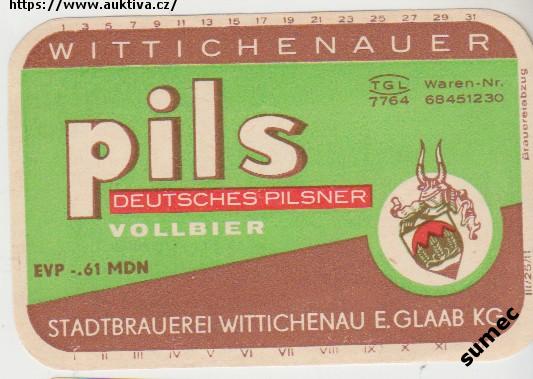 https://www.auktiva.cz/
1 3 5 7 9 11 13 15 17 19 21 23 25 27 29 31
WITTICHENAUER
pils
DEUTSCHES PILSNER
VOLLBIER
TGL Waren-Nr.
7764 68451230
Brauereiabzug
EVP -.61 MDN
III/25/11
STADTBRAUEREI WITTICHENAU E. GLAAB KG
I II III IV V VI VII VIII IX X XI
sumec